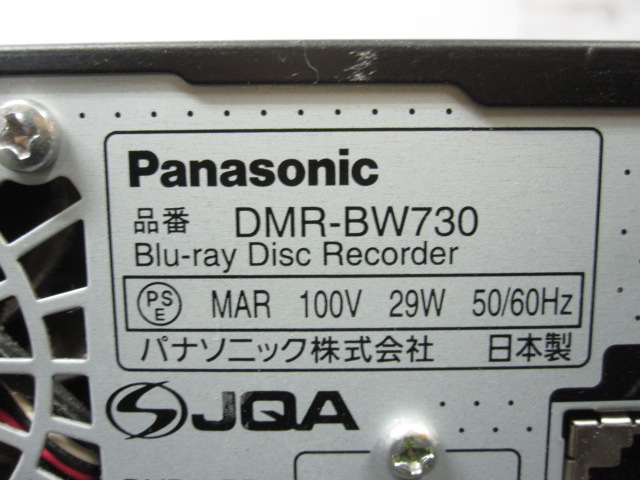 Panasonic
品番 DMR-BW730
Blu-ray Disc Recorder
PSE MAR 100V 29W 50/60Hz
パナソニック株式会社 日本製
JQA